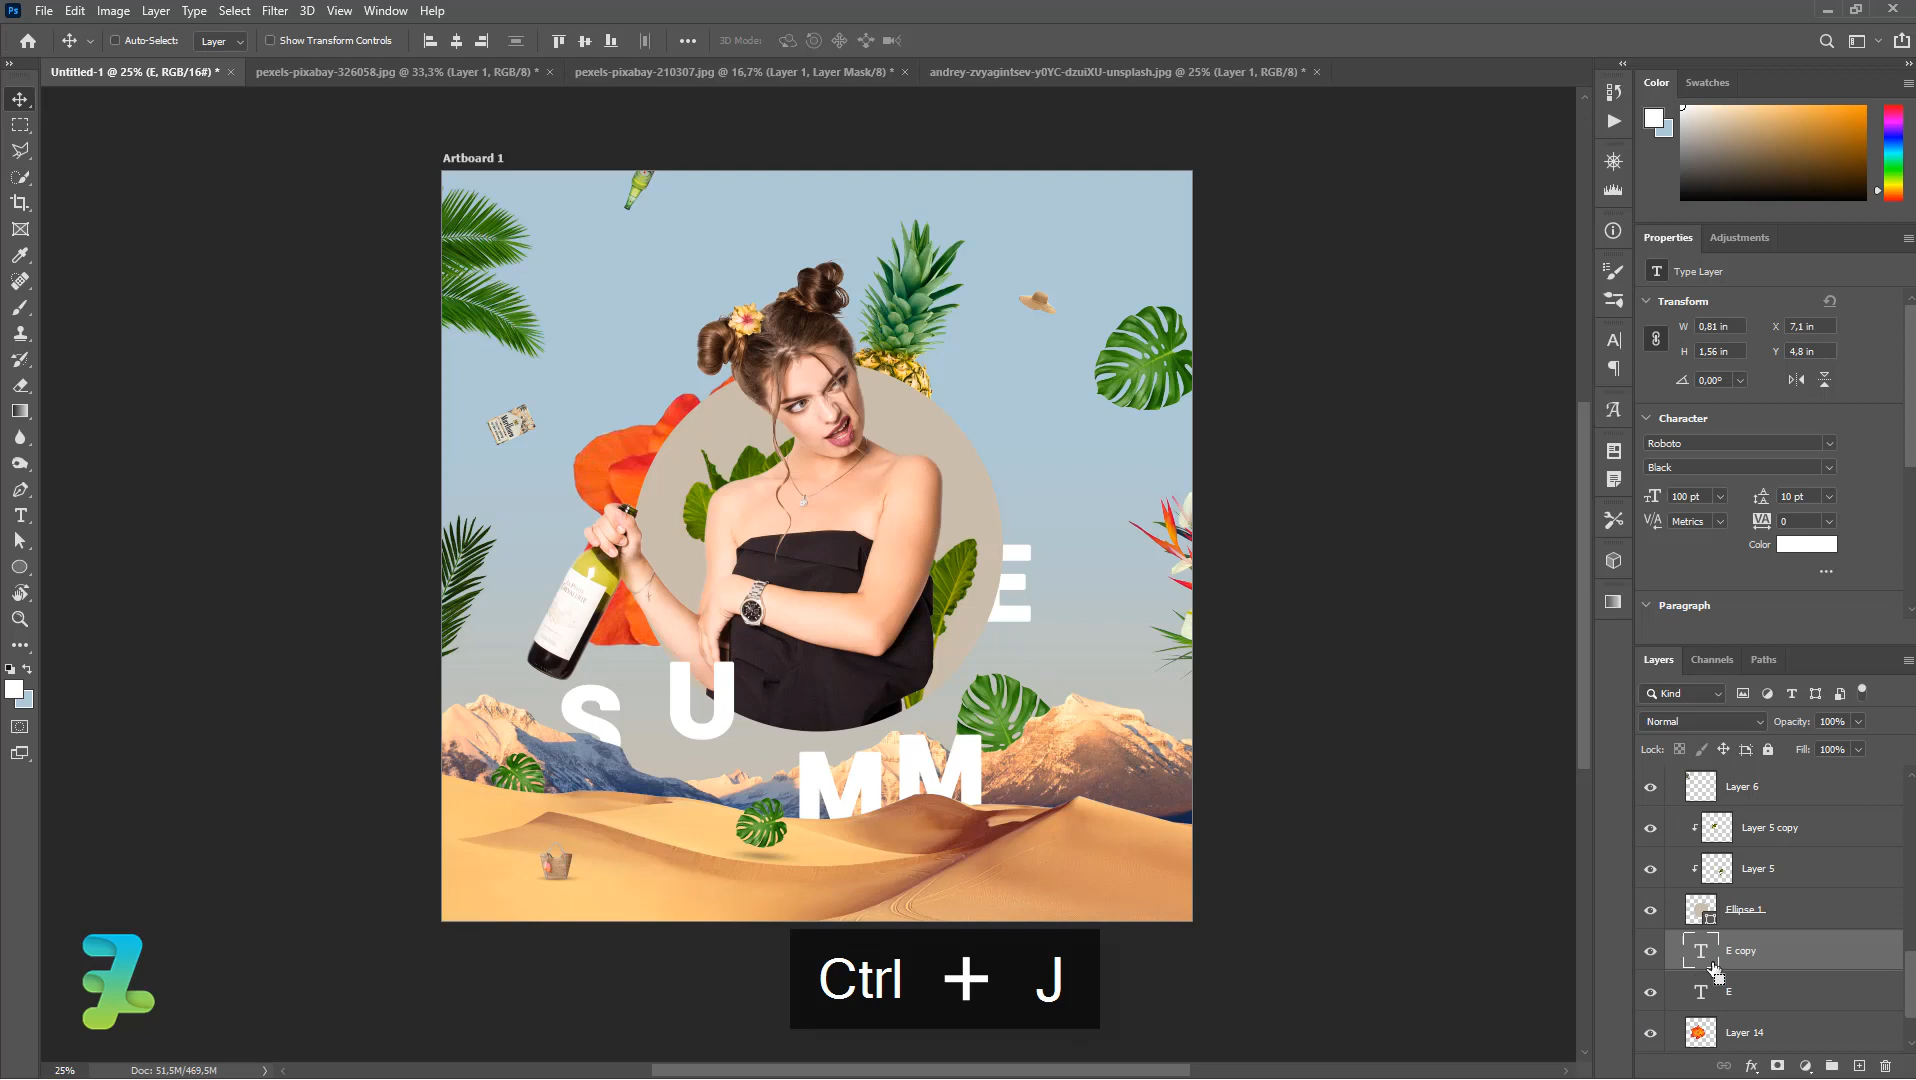 Ps File Edit Image Layer Type Select Filter 3D View Window Help
Auto-Select: Layer Show Transform Controls 3D Mode:
Untitled-1 @ 25% (E, RGB/16#) * × pexels-pixabay-326058.jpg @ 33,3% (Layer 1, RGB/8) * × pexels-pixabay-210307.jpg @ 16,7% (Layer 1, Layer Mask/8) * × andrey-zvyagintsev-y0YC-dzuiXU-unsplash.jpg @ 25% (Layer 1, RGB/8) * ×
Color Swatches
Artboard 1
Properties Adjustments
T Type Layer
Transform
W 0,81 in X 7,1 in
H 1,56 in Y 4,8 in
0,00°
Character
Roboto
Black
100 pt 10 pt
Metrics 0
Color
Paragraph
E
S U
M M
Layers Channels Paths
Kind
Normal Opacity: 100%
Lock: Fill: 100%
Layer 6
Layer 5 copy
Layer 5
Ellipse 1
T E copy
T E
Layer 14
Ctrl + J
25% Doc: 51,5M/469,5M